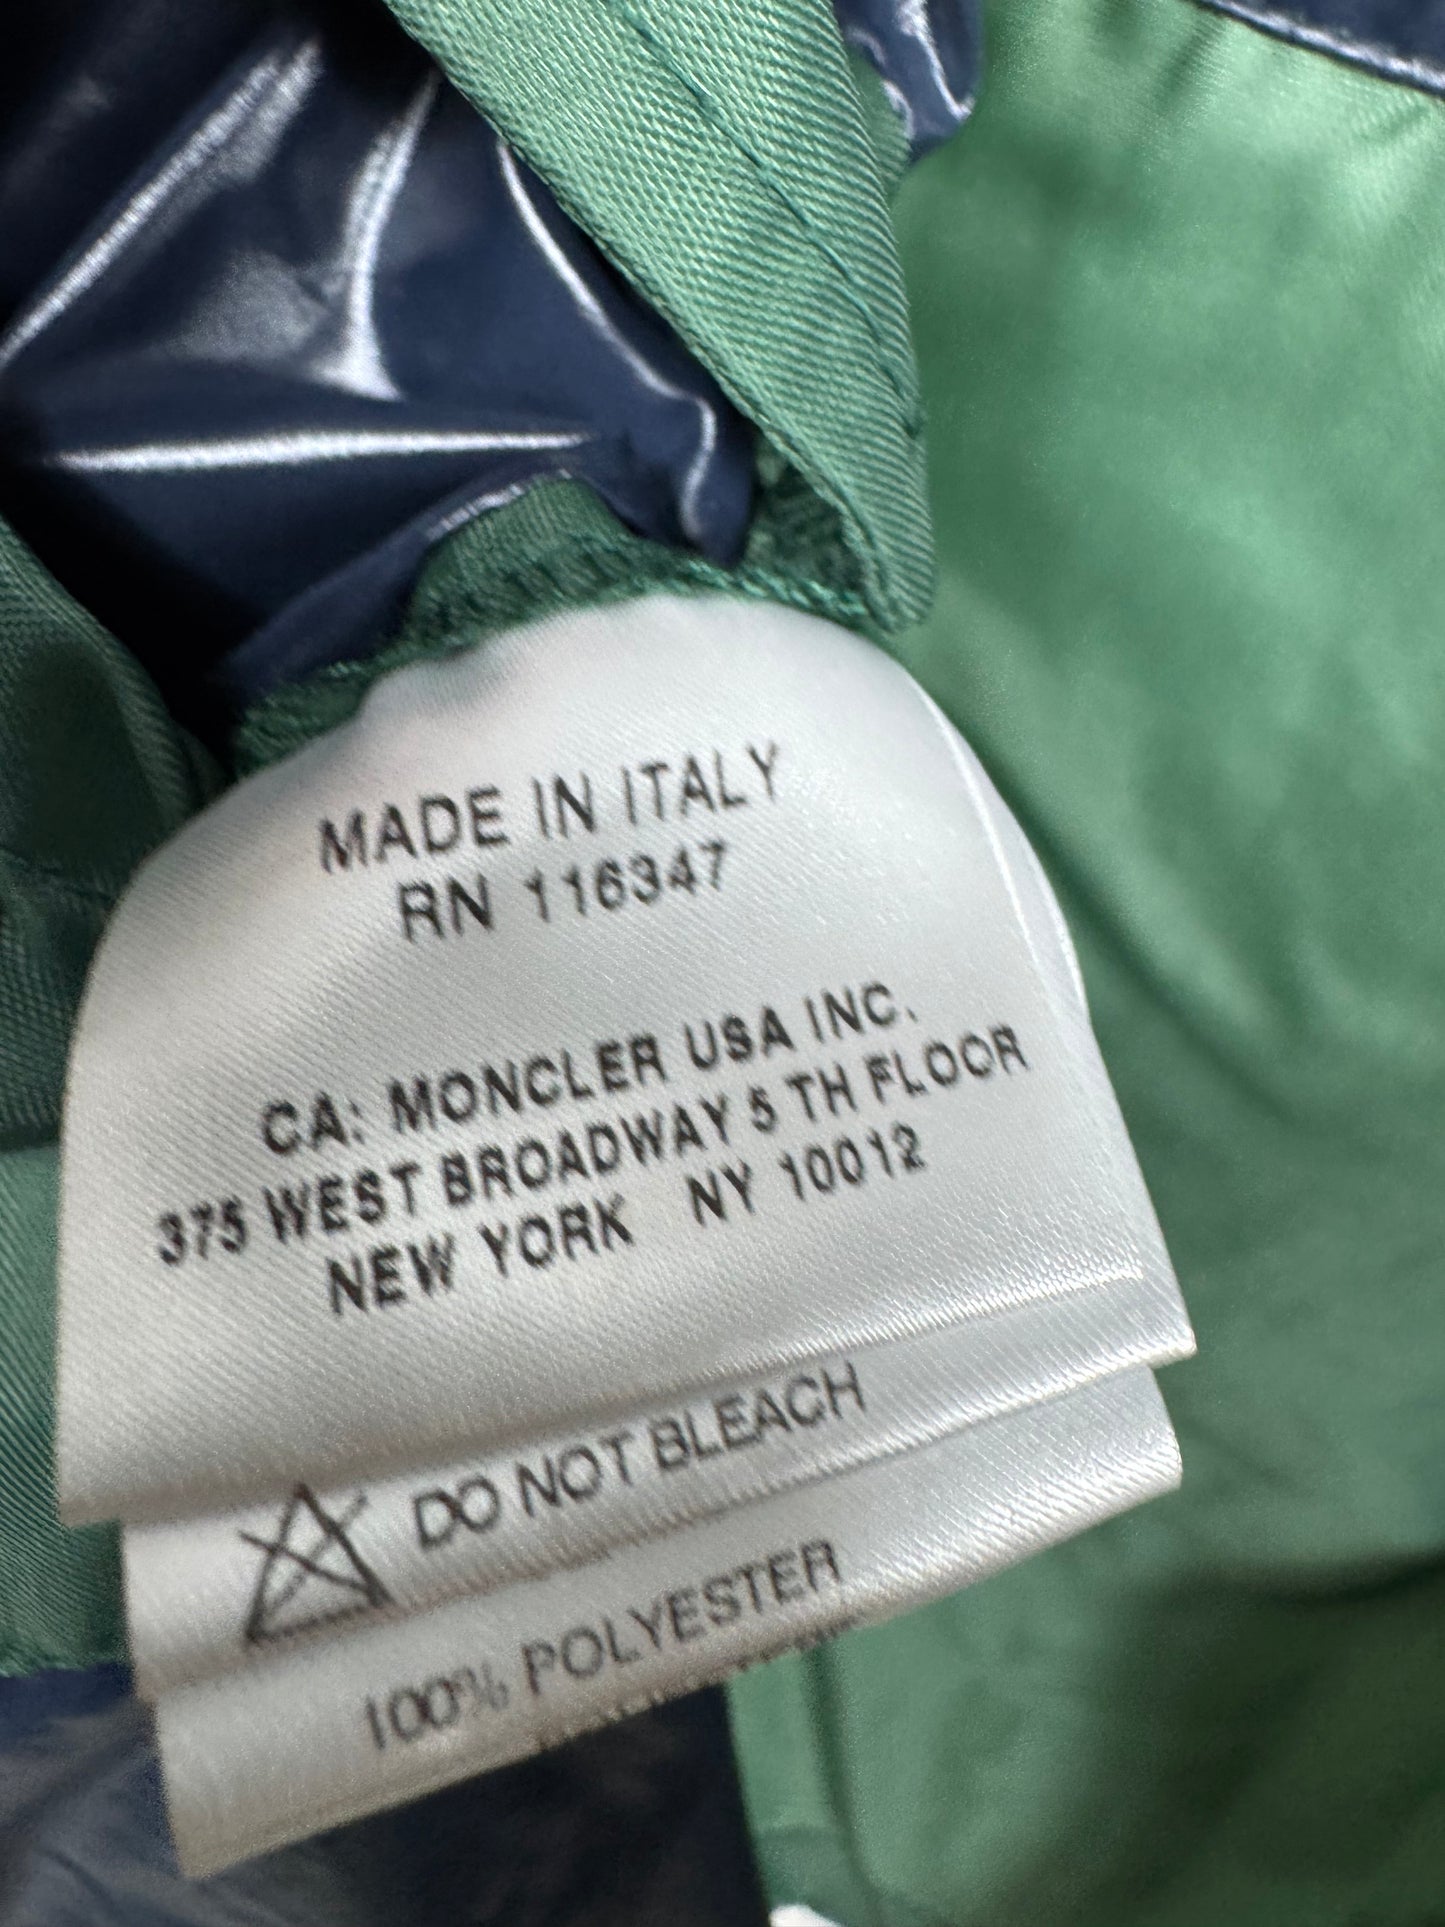 MADE IN ITALY
RN 116347
CA: MONCLER USA INC.
375 WEST BROADWAY 5 TH FLOOR
NEW YORK NY 10012
DO NOT BLEACH
100% POLYESTER